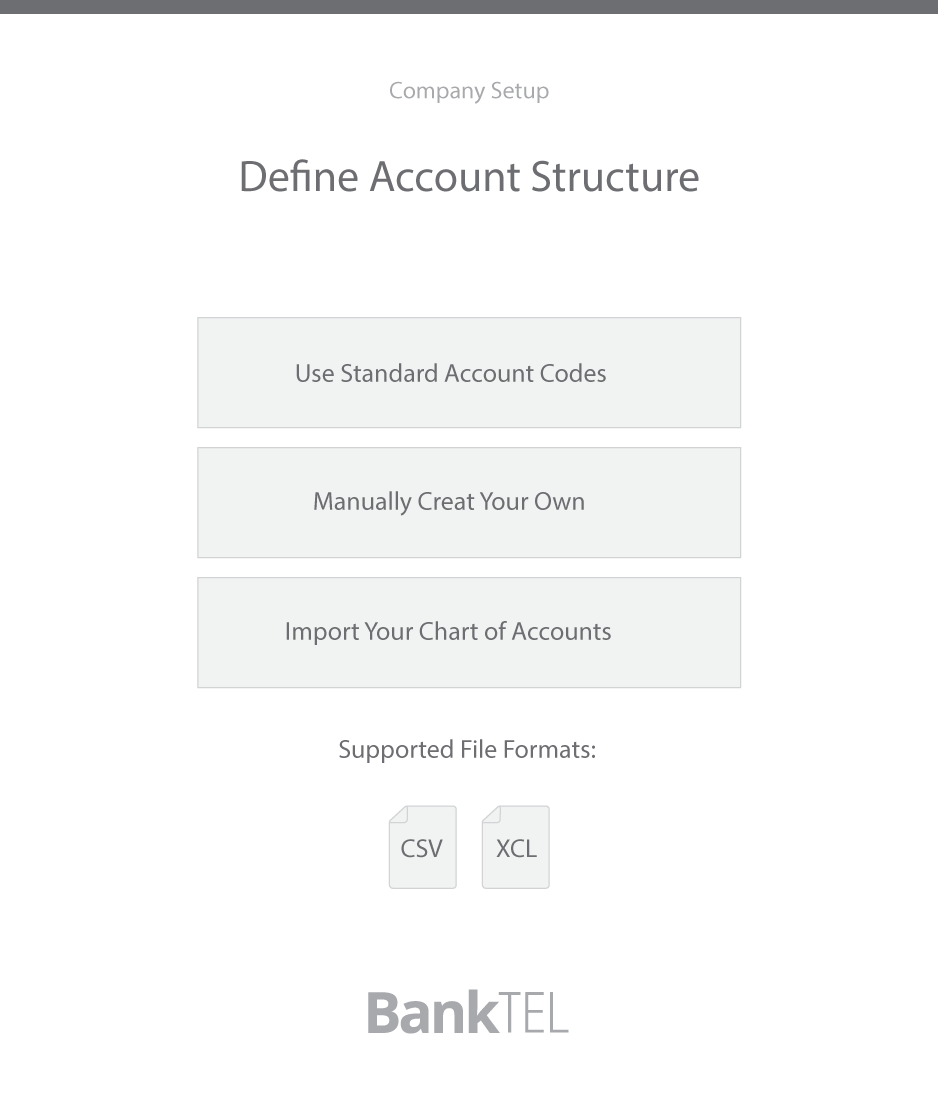 Company Setup
Define Account Structure
Use Standard Account Codes
Manually Creat Your Own
Import Your Chart of Accounts
Supported File Formats:
CSV XCL
BankTEL